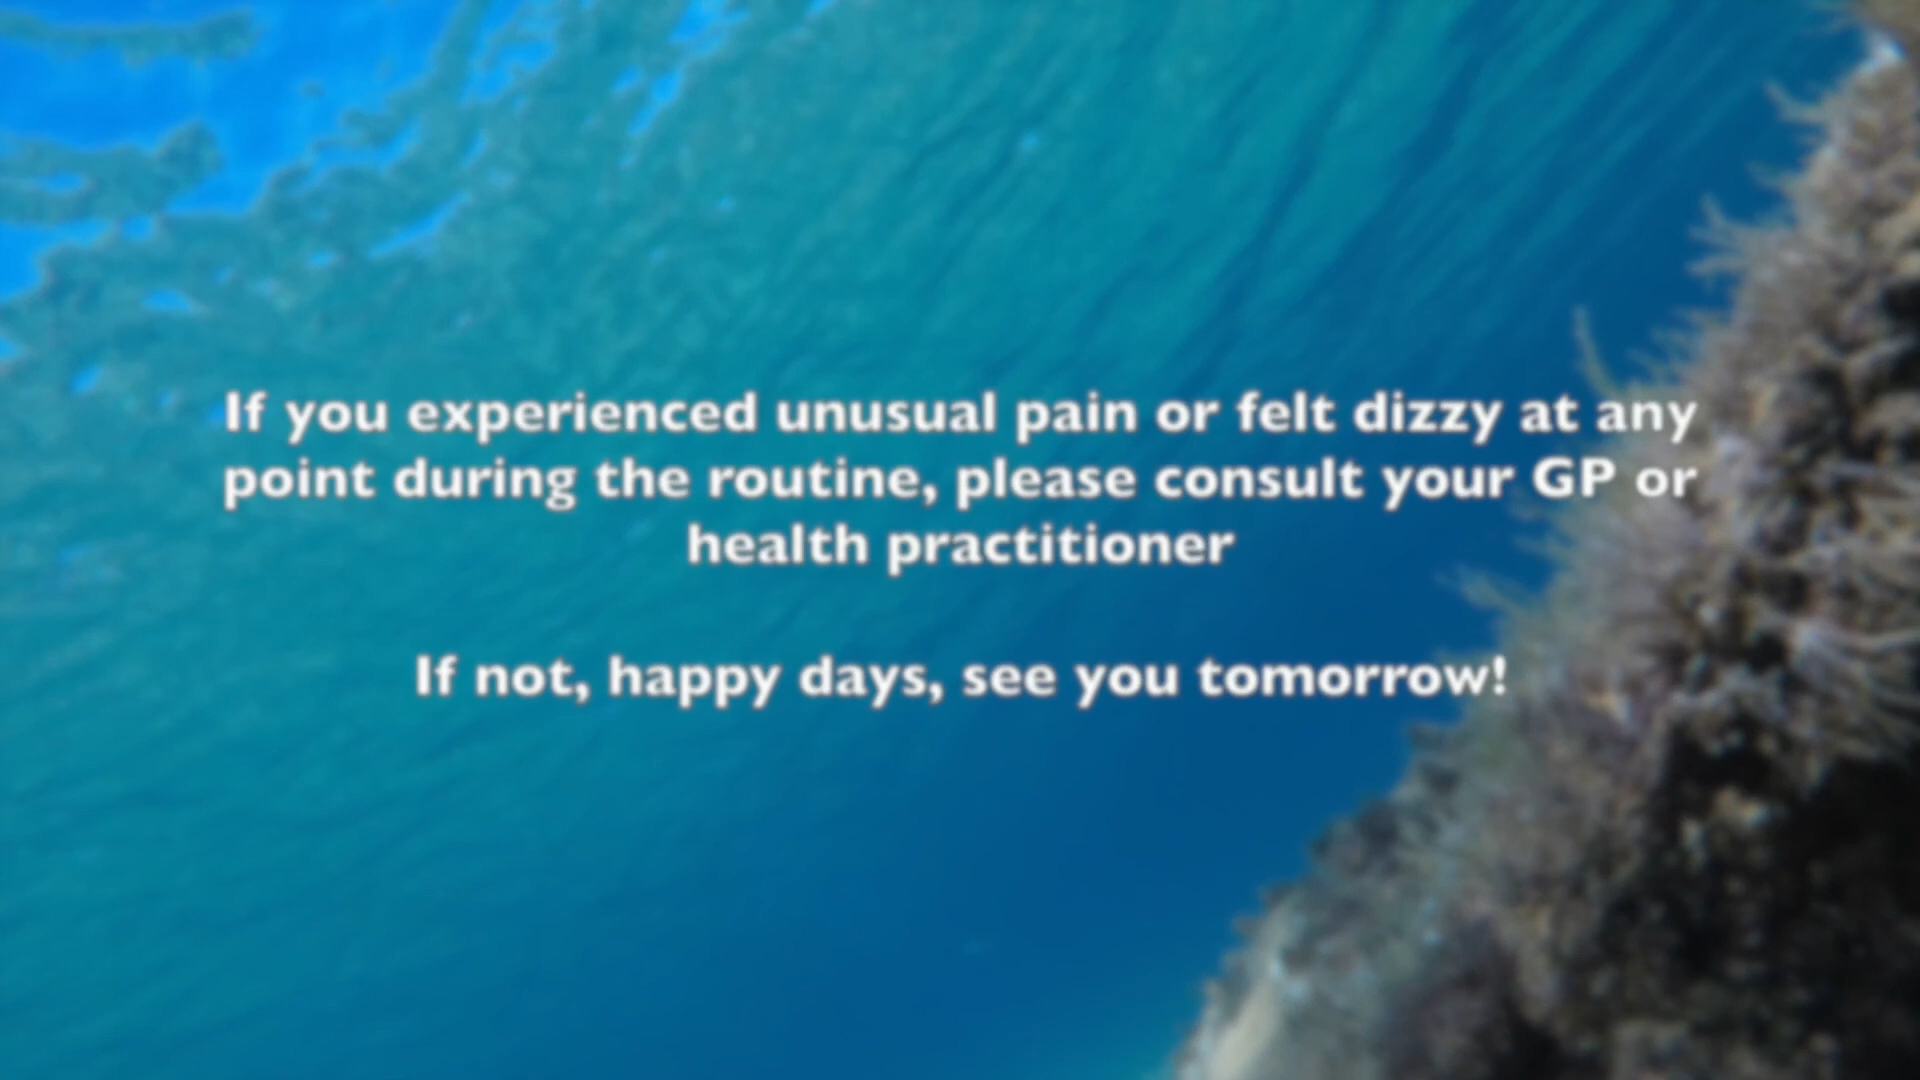 If you experienced unusual pain or felt dizzy at any
point during the routine, please consult your GP or
health practitioner
If not, happy days, see you tomorrow!